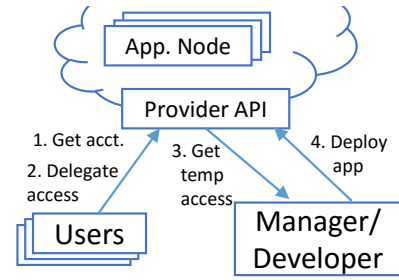 App. Node
Provider API
1. Get acct.
2. Delegate
access
3. Get
temp
access
4. Deploy
app
Users
Manager/
Developer